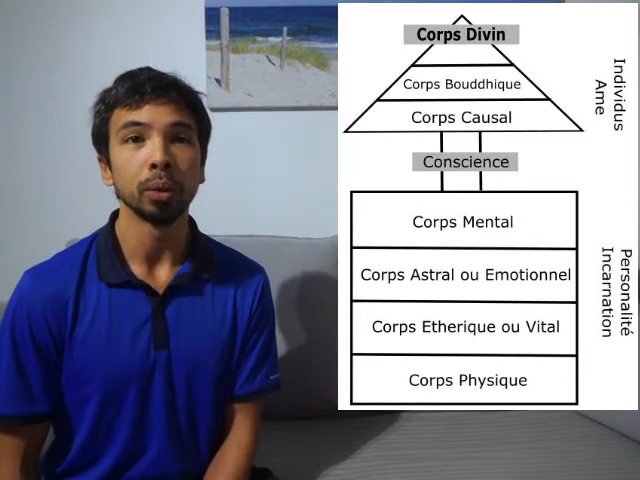 Corps Divin
Corps Bouddhique
Corps Causal
Individus
Ame
Conscience
Corps Mental
Corps Astral ou Emotionnel
Corps Etherique ou Vital
Corps Physique
Personalité
Incarnation